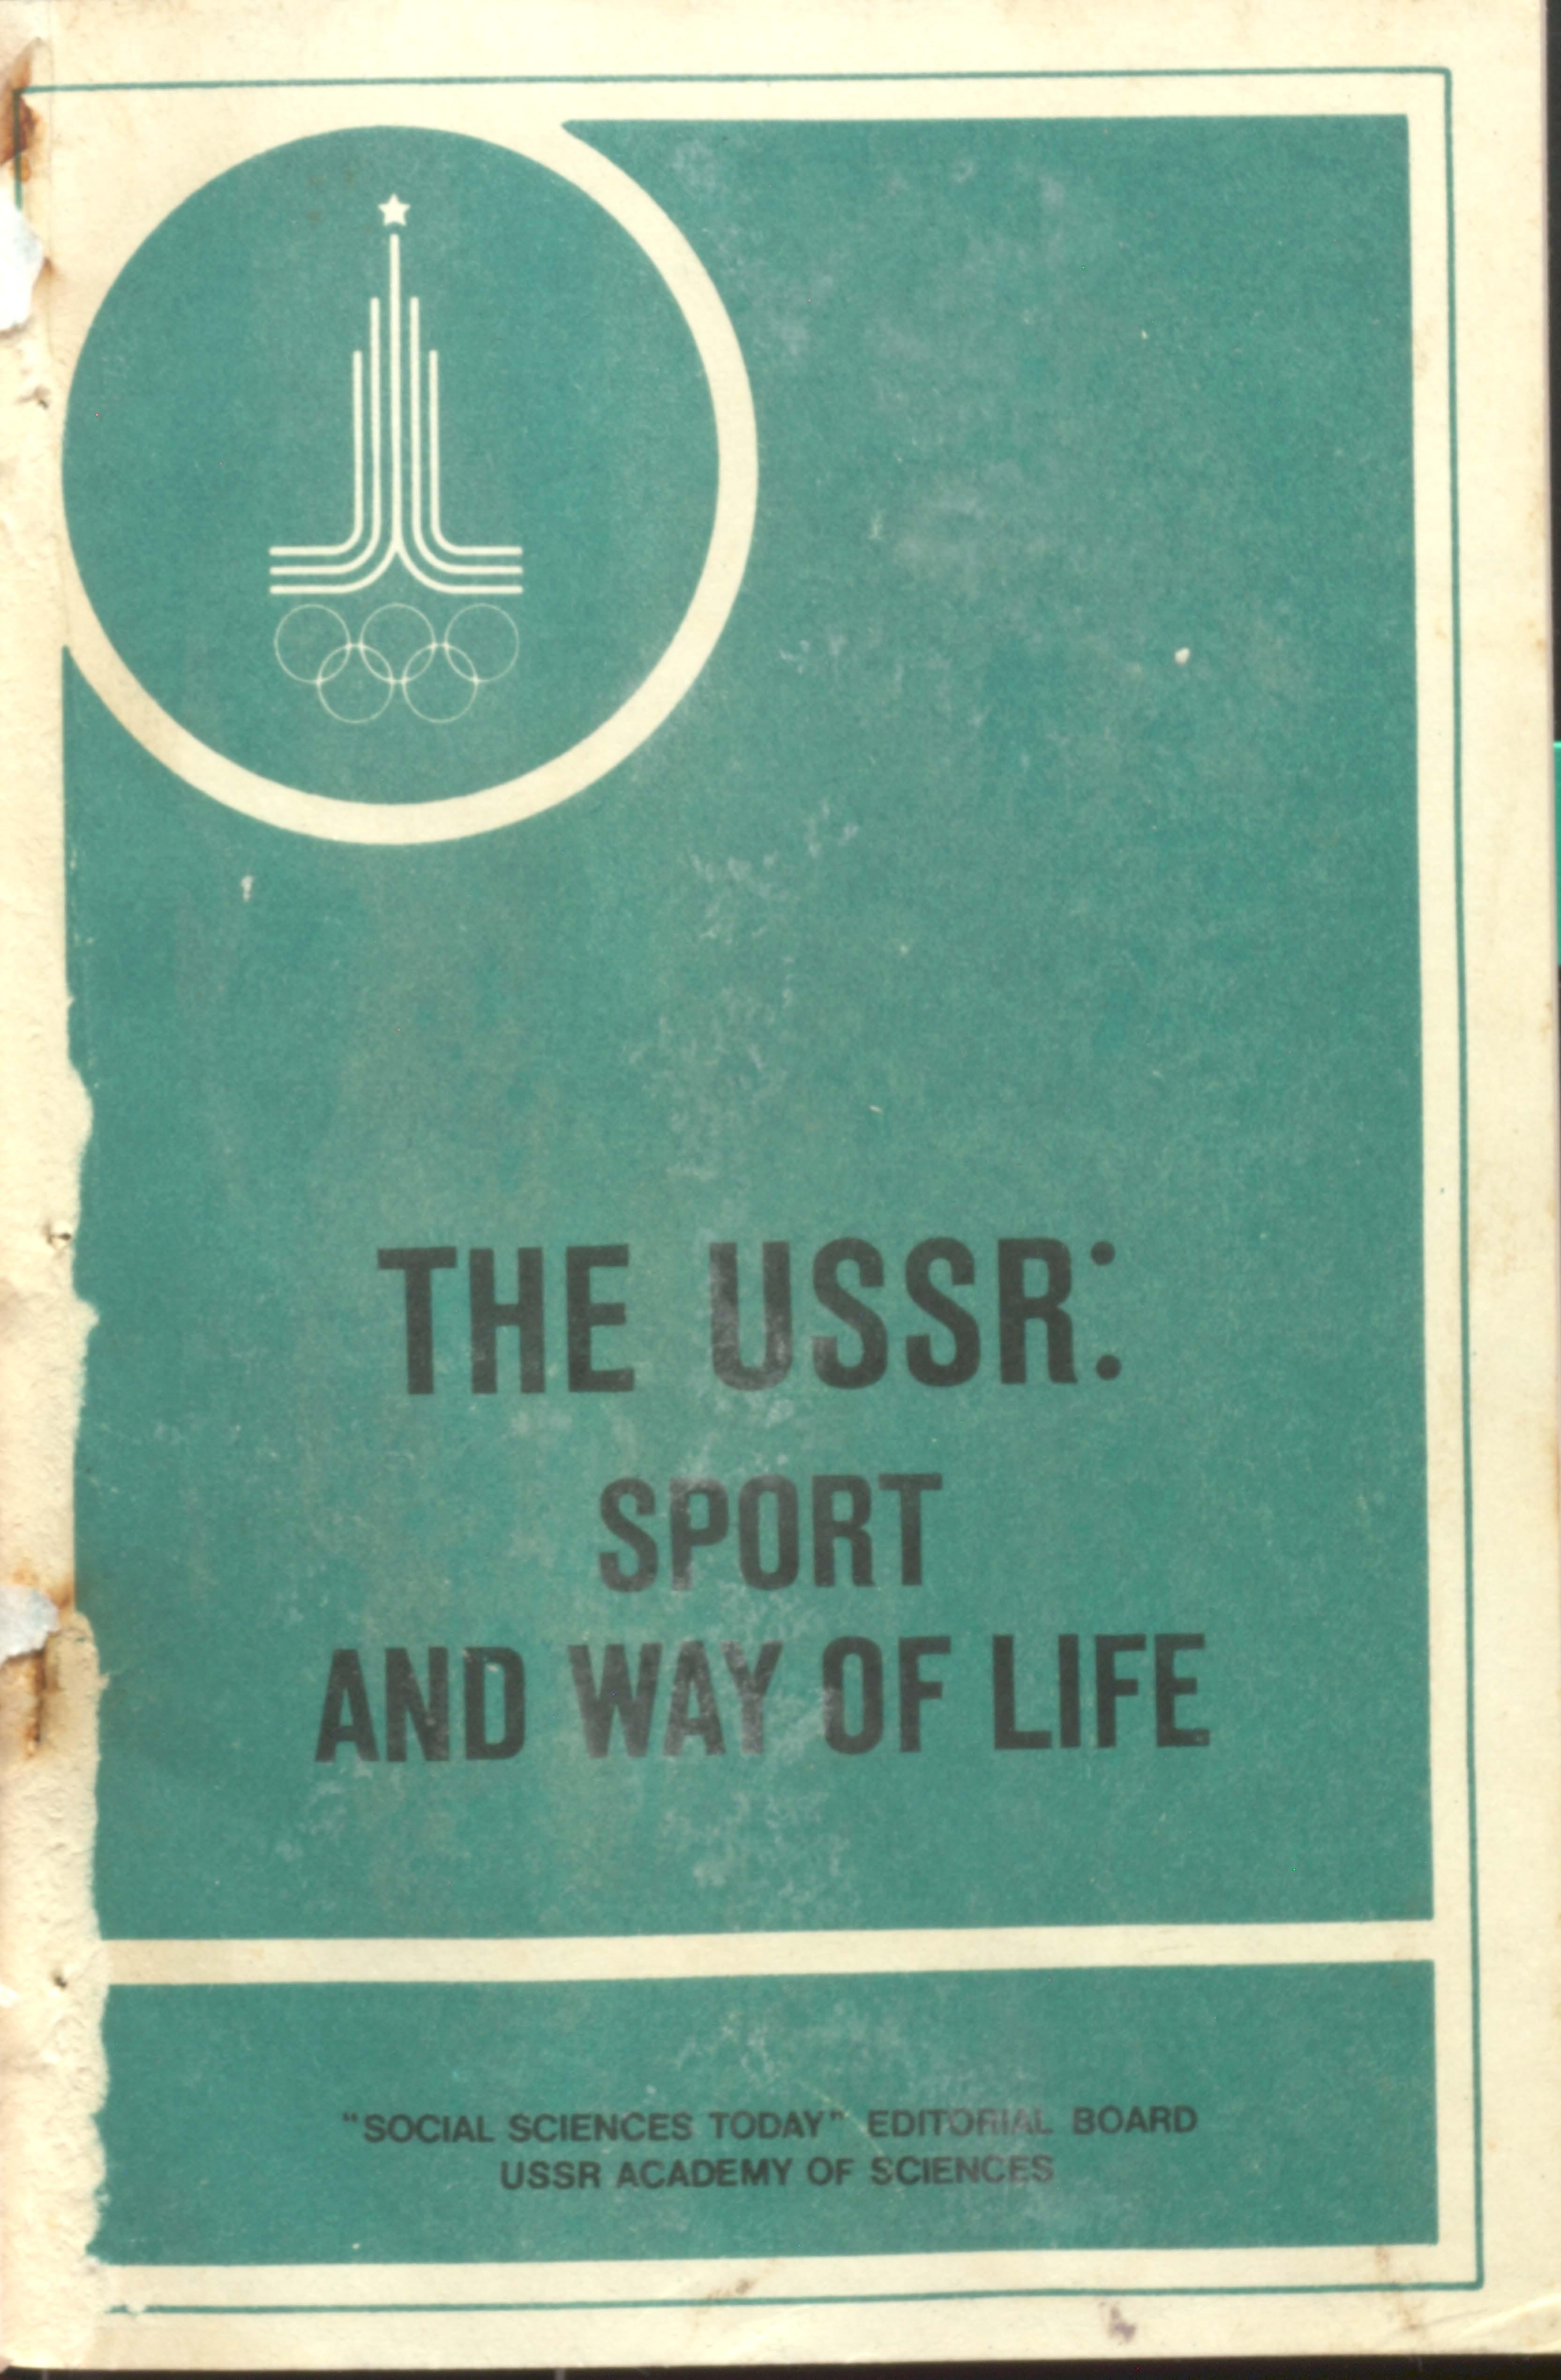 THE USSR:
SPORT
AND WAY OF LIFE
"SOCIAL SCIENCES TODAY" EDITORIAL BOARD
USSR ACADEMY OF SCIENCES